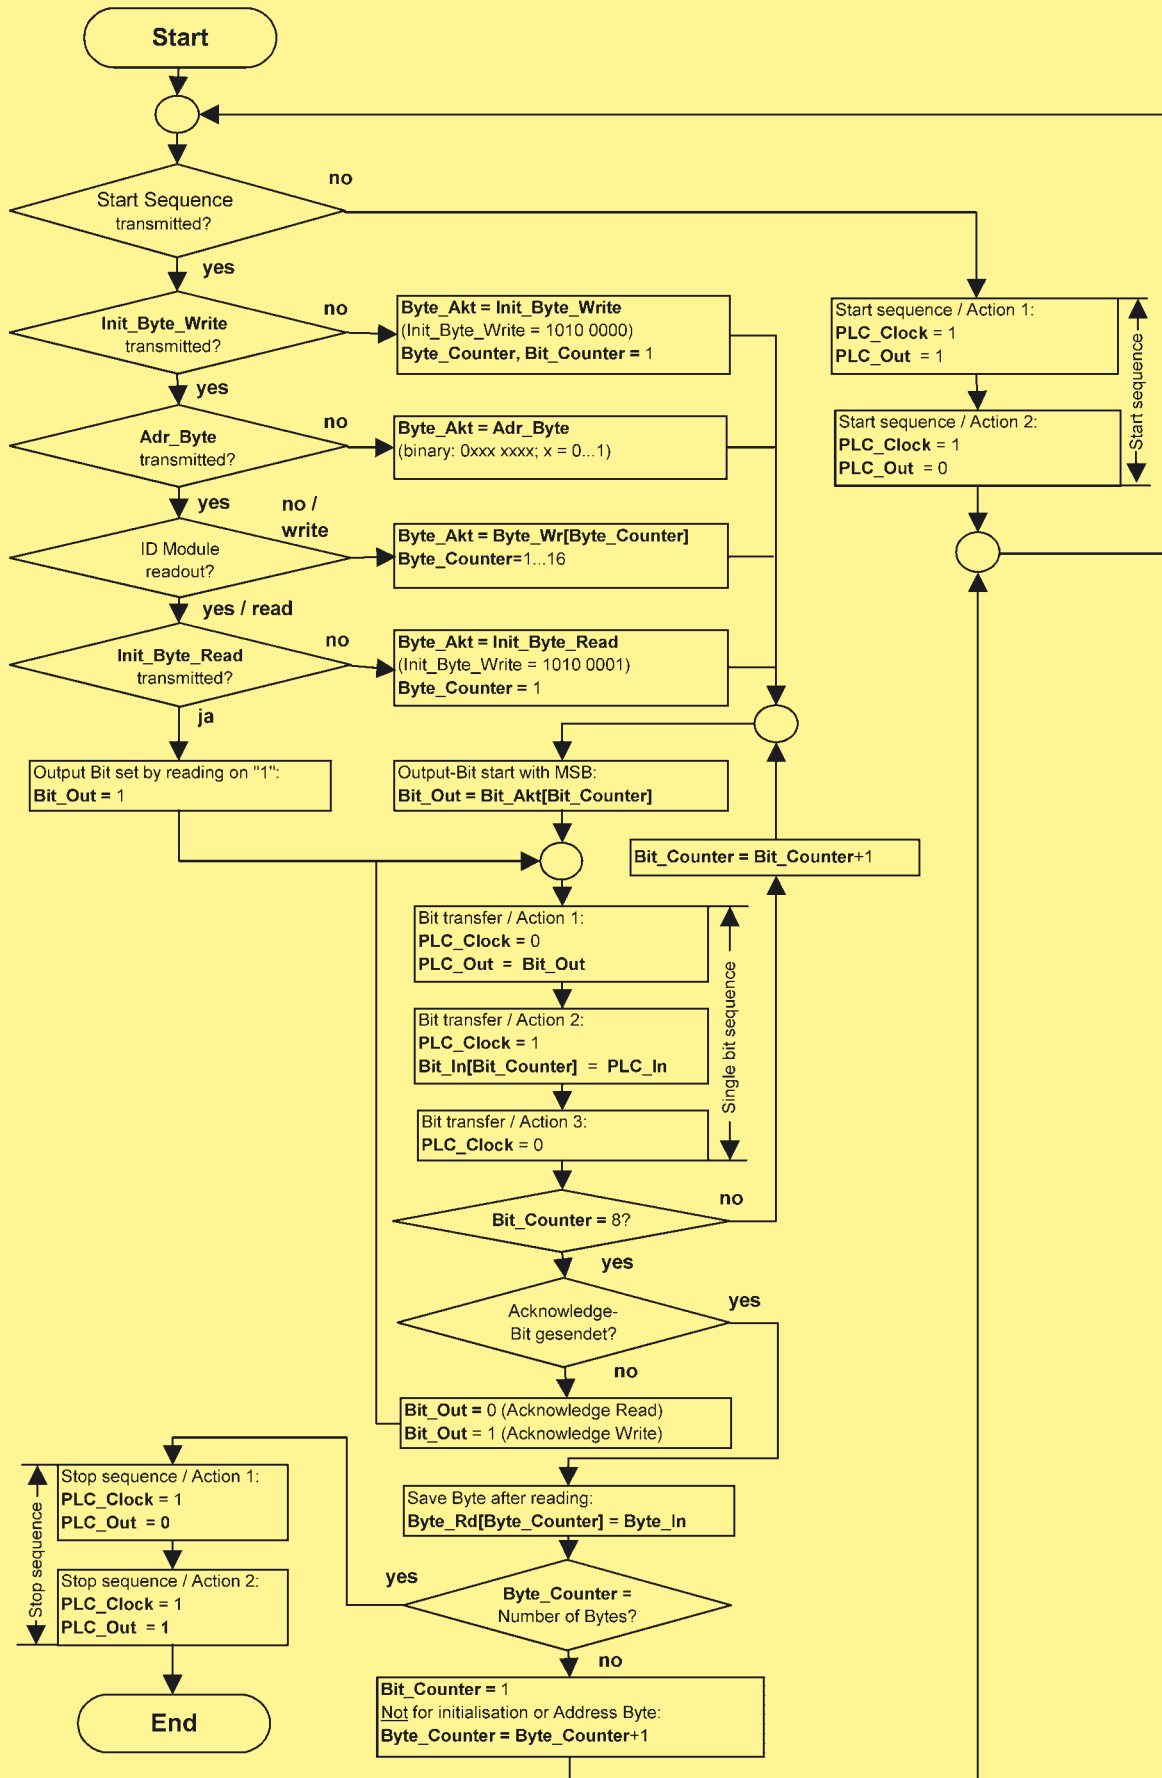 Start
Start Sequence
transmitted?
no
yes
Init_Byte_Write
transmitted?
no
Byte_Akt = Init_Byte_Write
(Init_Byte_Write = 1010 0000)
Byte_Counter, Bit_Counter = 1
Start sequence / Action 1:
PLC_Clock = 1
PLC_Out = 1
Start sequence
yes
Adr_Byte
transmitted?
no
Byte_Akt = Adr_Byte
(binary: 0xxx xxxx; x = 0...1)
Start sequence / Action 2:
PLC_Clock = 1
PLC_Out = 0
yes
no /
write
ID Module
readout?
Byte_Akt = Byte_Wr[Byte_Counter]
Byte_Counter=1...16
yes / read
Init_Byte_Read
transmitted?
no
Byte_Akt = Init_Byte_Read
(Init_Byte_Write = 1010 0001)
Byte_Counter = 1
ja
Output Bit set by reading on "1":
Bit_Out = 1
Output-Bit start with MSB:
Bit_Out = Bit_Akt[Bit_Counter]
Bit_Counter = Bit_Counter+1
Bit transfer / Action 1:
PLC_Clock = 0
PLC_Out = Bit_Out
Bit transfer / Action 2:
PLC_Clock = 1
Bit_In[Bit_Counter] = PLC_In
Single bit sequence
Bit transfer / Action 3:
PLC_Clock = 0
Bit_Counter = 8?
no
yes
Acknowledge-
Bit gesendet?
yes
no
Bit_Out = 0 (Acknowledge Read)
Bit_Out = 1 (Acknowledge Write)
Stop sequence / Action 1:
PLC_Clock = 1
PLC_Out = 0
Stop sequence
Save Byte after reading:
Byte_Rd[Byte_Counter] = Byte_In
Stop sequence / Action 2:
PLC_Clock = 1
PLC_Out = 1
yes
Byte_Counter =
Number of Bytes?
no
End
Bit_Counter = 1
Not for initialisation or Address Byte:
Byte_Counter = Byte_Counter+1